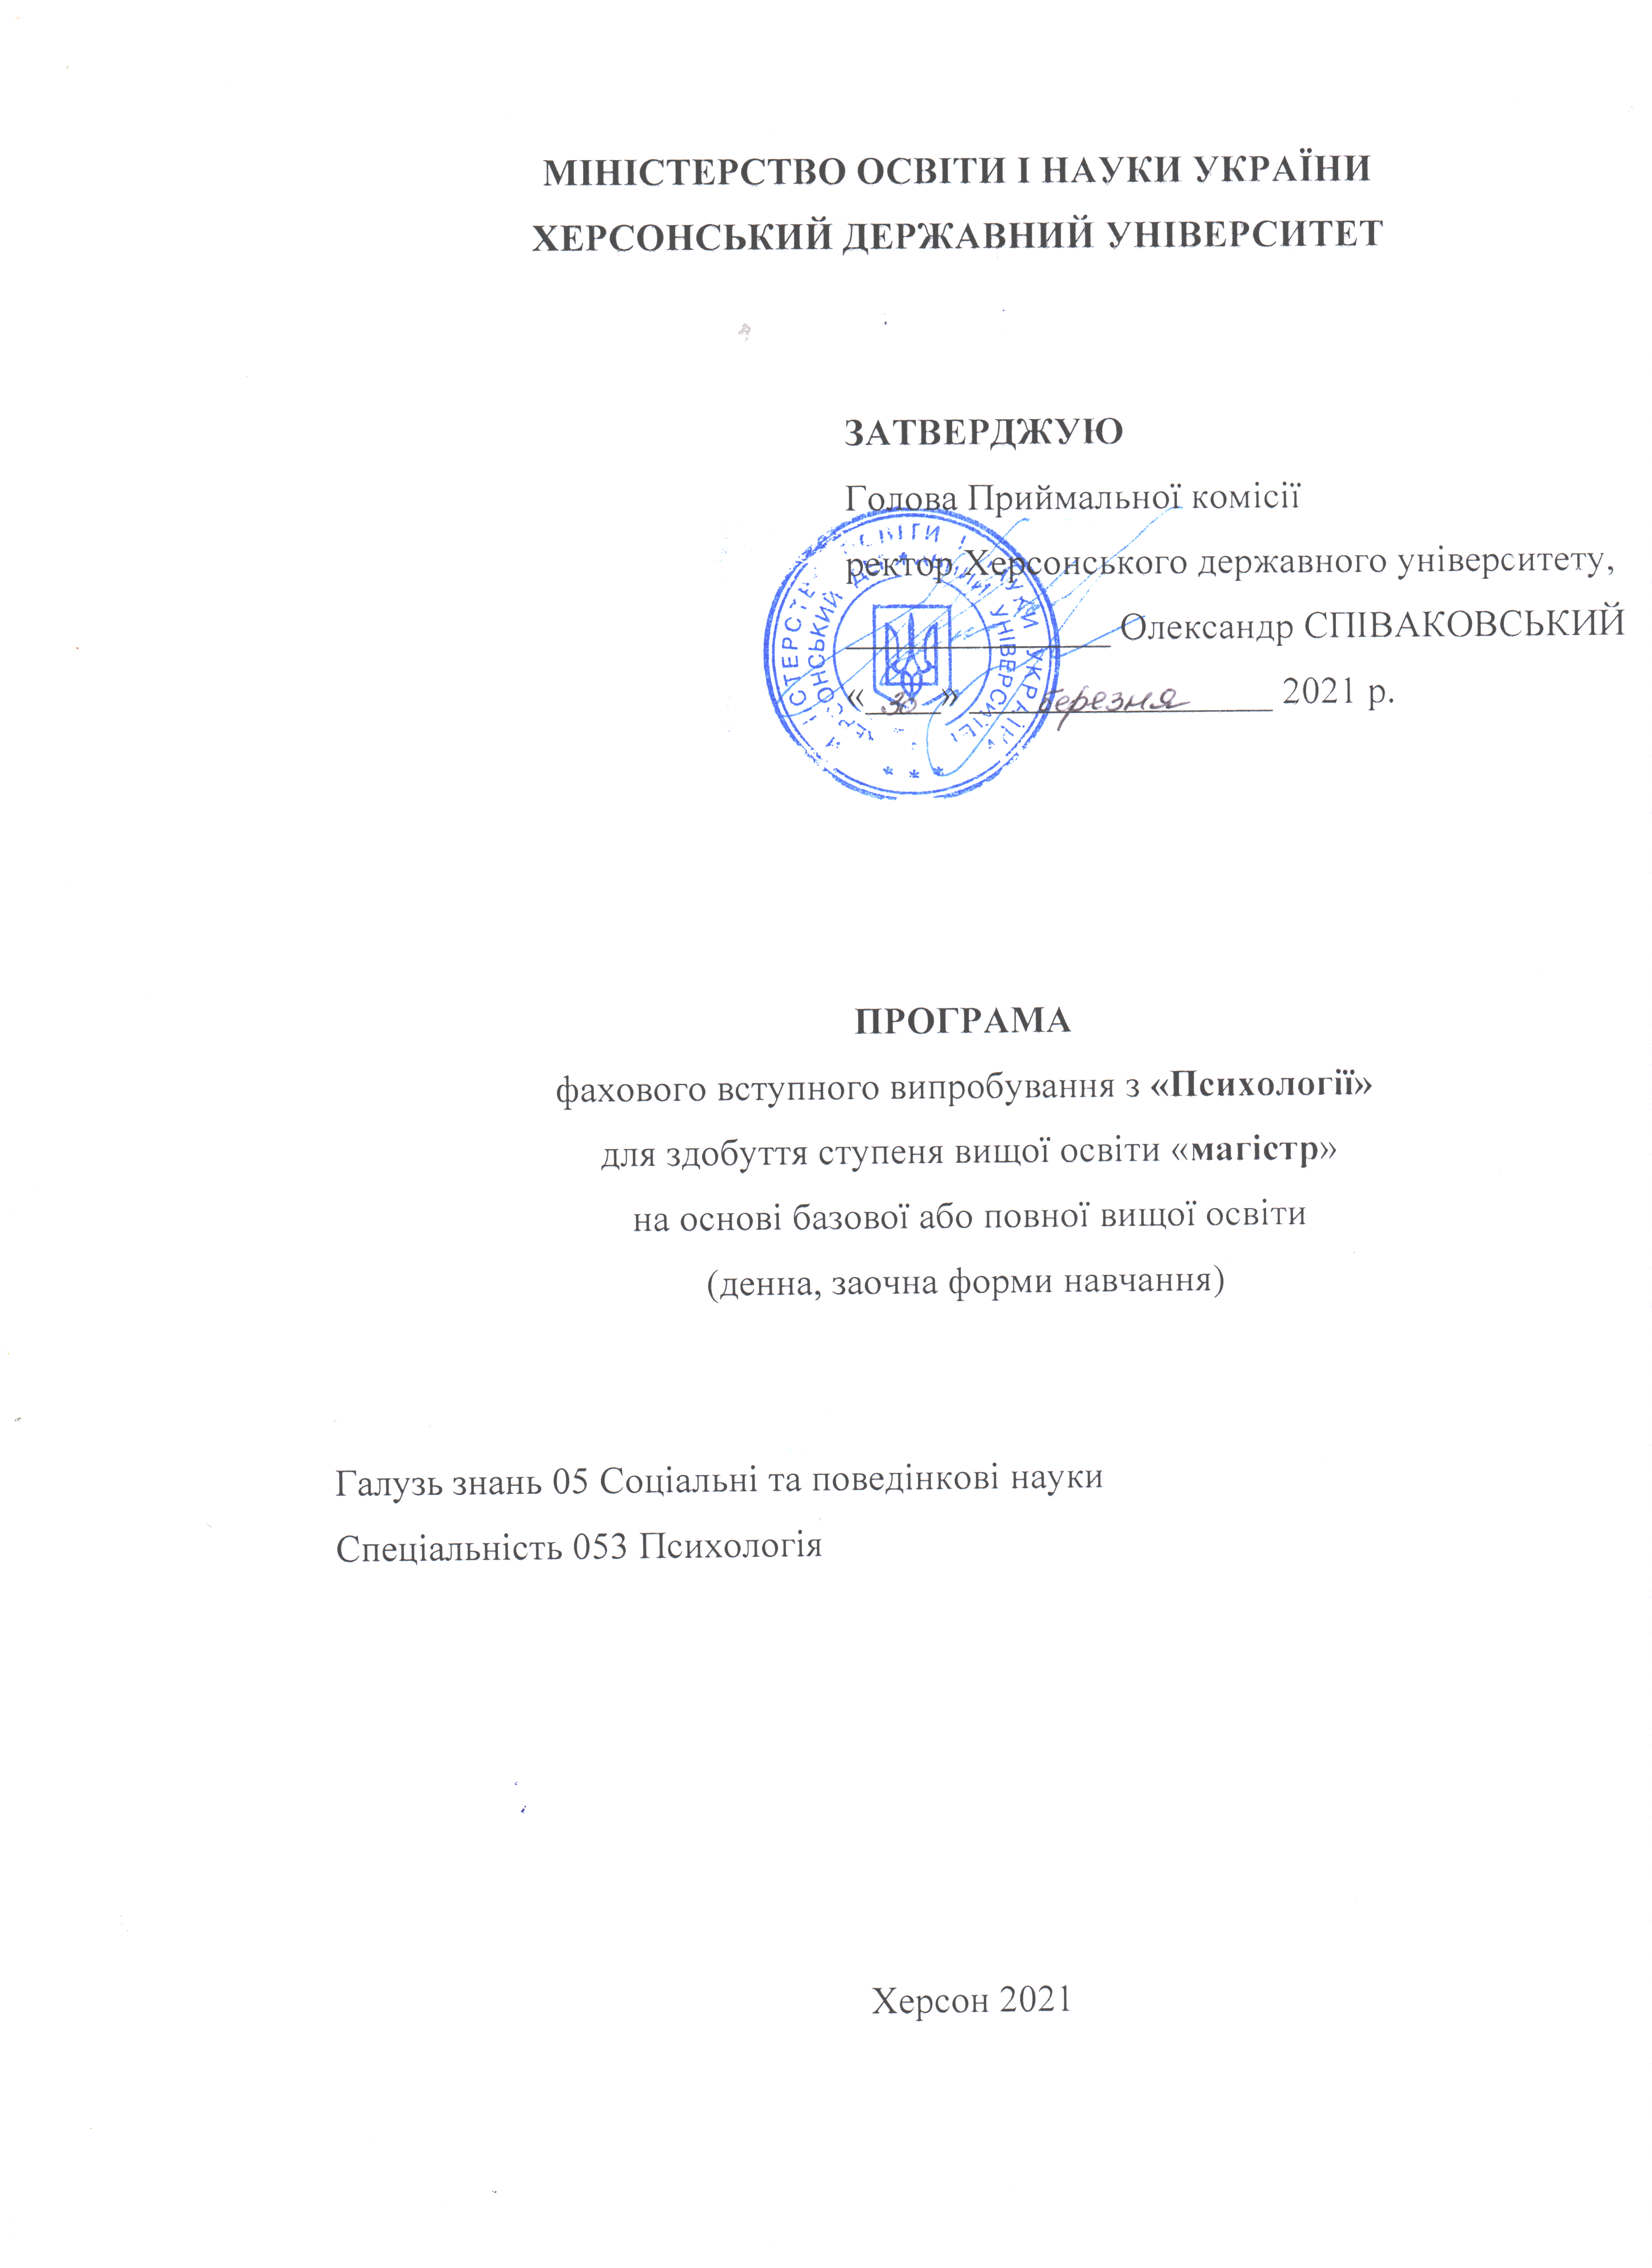 МІНІСТЕРСТВО ОСВІТИ І НАУКИ УКРАЇНИ
ХЕРСОНСЬКИЙ ДЕРЖАВНИЙ УНІВЕРСИТЕТ
ЗАТВЕРДЖУЮ
Голова Приймальної комісії
ректор Херсонського державного університету,
Олександр СПІВАКОВСЬКИЙ
«30» березня 2021 р.
ПРОГРАМА
фахового вступного випробування з «Психології»
для здобуття ступеня вищої освіти «магістр»
на основі базової або повної вищої освіти
(денна, заочна форми навчання)
Галузь знань 05 Соціальні та поведінкові науки
Спеціальність 053 Психологія
Херсон 2021